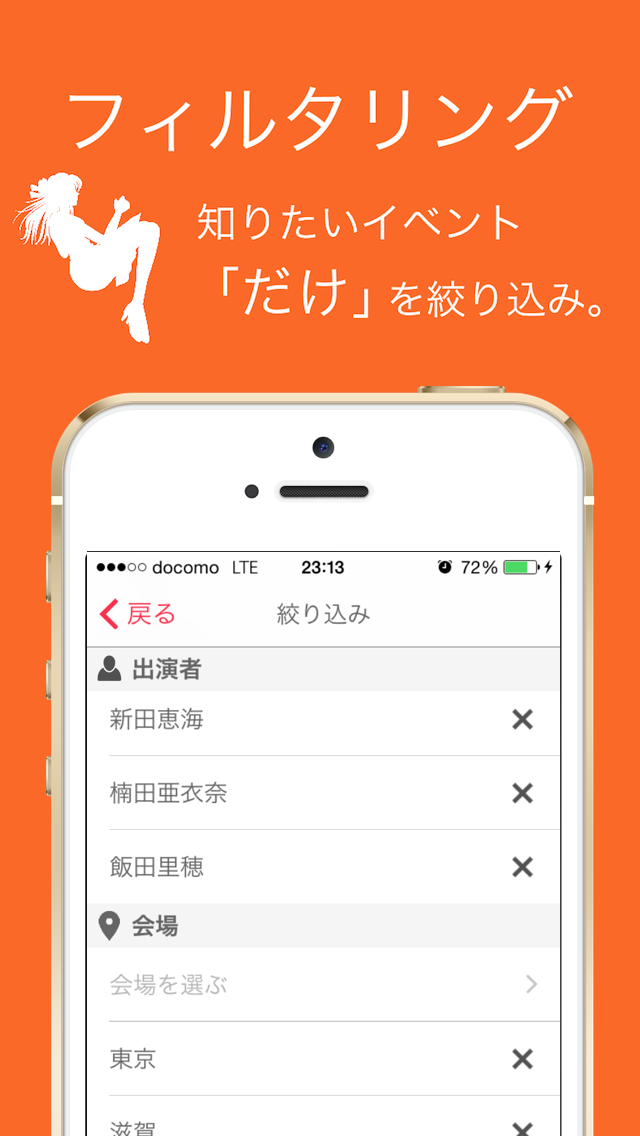 フィルタリング
知りたいイベント
「だけ」を絞り込み。
docomo LTE 23:13 72%
戻る 絞り込み
出演者
新田恵海
楠田亜衣奈
飯田里穂
会場
会場を選ぶ
東京
滋賀